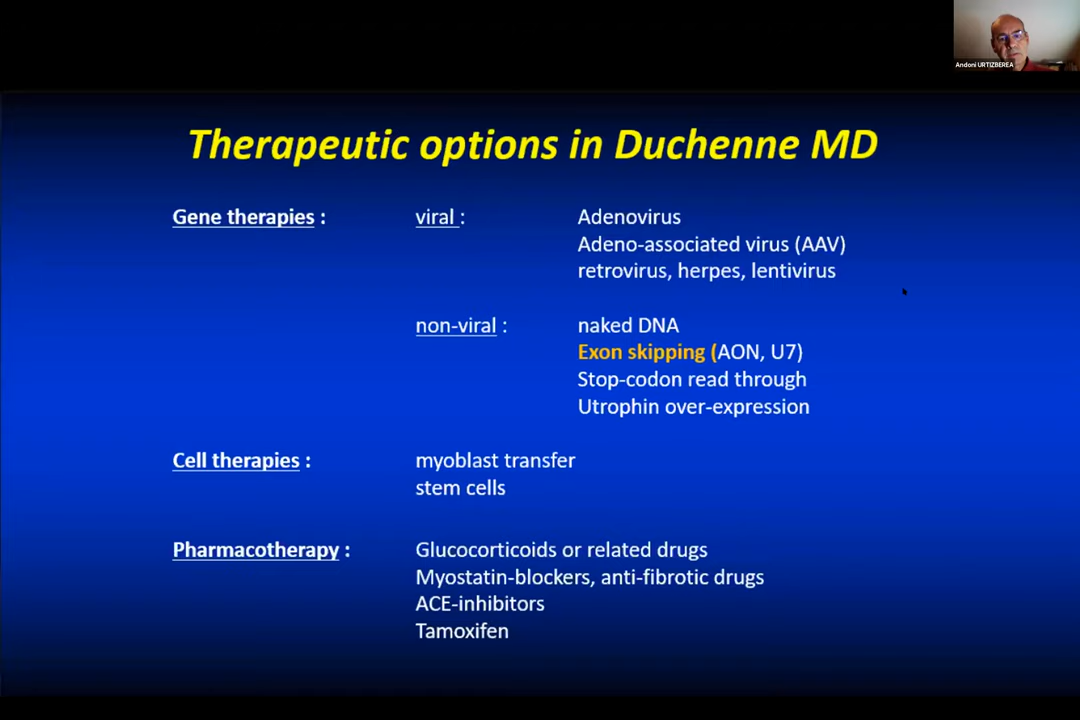 Andoni URTIZBEREA
Therapeutic options in Duchenne MD
Gene therapies : viral : Adenovirus
Adeno-associated virus (AAV)
retrovirus, herpes, lentivirus
non-viral : naked DNA
Exon skipping (AON, U7)
Stop-codon read through
Utrophin over-expression
Cell therapies : myoblast transfer
stem cells
Pharmacotherapy : Glucocorticoids or related drugs
Myostatin-blockers, anti-fibrotic drugs
ACE-inhibitors
Tamoxifen